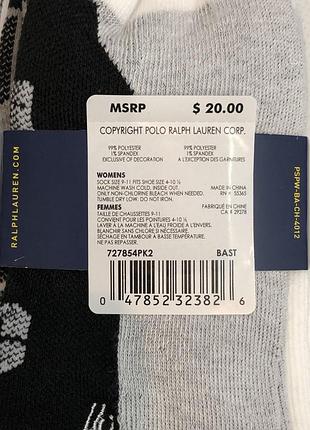 MSRP $ 20.00
COPYRIGHT POLO RALPH LAUREN CORP.
99% POLYESTER 99% POLYESTER
1% SPANDEX 1% SPANDEX
EXCLUSIVE OF DECORATION A L'EXCEPTION DES GARNITURES
WOMENS
SOCK SIZE 9-11 FITS SHOE SIZE 4-10 ½
MACHINE WASH COLD. INSIDE OUT. MADE IN CHINA
ONLY NON-CHLORINE BLEACH WHEN NEEDED. RN #: 55365
TUMBLE DRY LOW. DO NOT IRON.
FEMMES FABRIQUÉ EN CHINE
TAILLE DE CHAUSSETTES 9-11 CA # 29278
CONVIENT POUR LES POINTURES 4-10 ½
LAVER A LA MACHINE A L'EAU FROIDE ET A L'ENVERS.
BLANCHIR SANS CHLORE SI NECESSAIRE.
SÉCHAGE EN TAMBOUR A BASSE TEMPÉRATURE.
NE PAS REPASSER.
727854PK2 BAST
0 47852 32382 6
RALPHLAUREN.COM
PSPW-BA-CH-4012